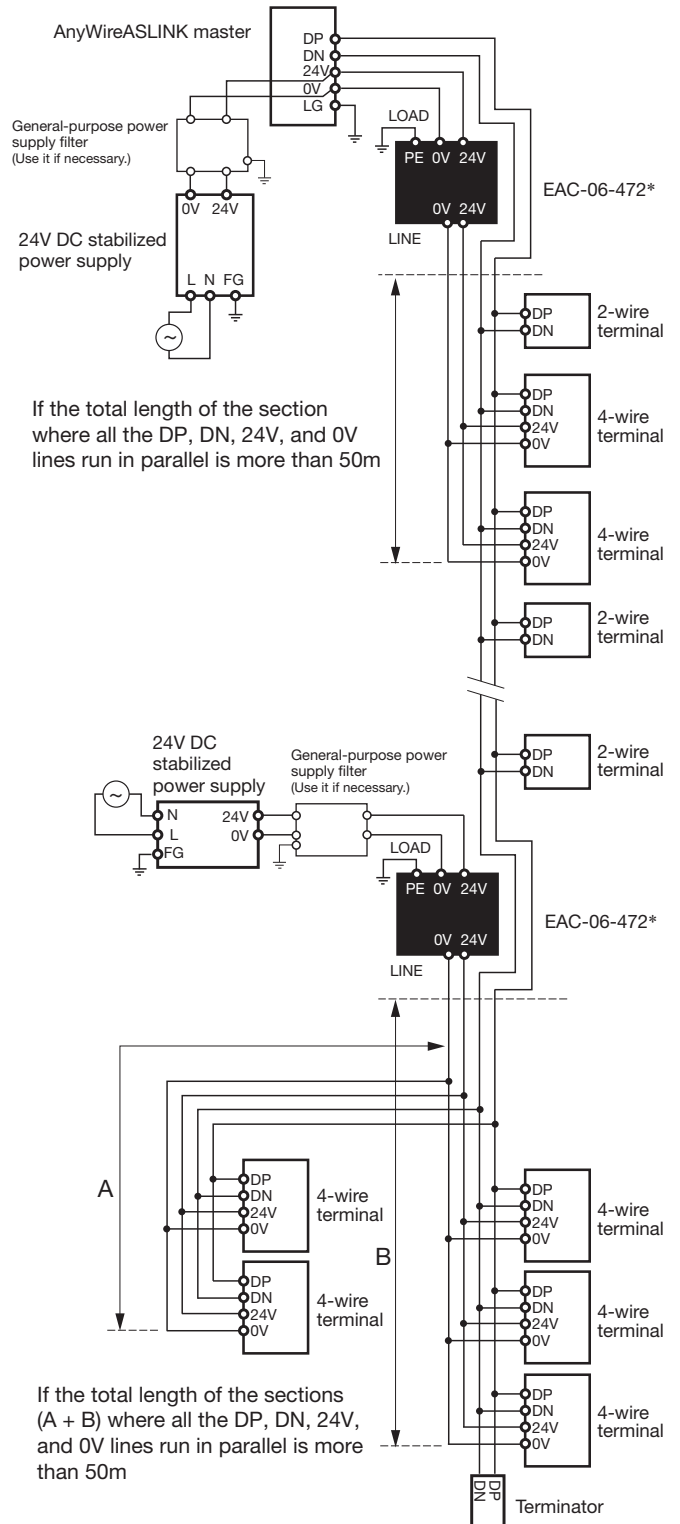 AnyWireASLINK master
DP
DN
24V
0V
LG
General-purpose power
supply filter
(Use it if necessary.)
LOAD
PE 0V 24V
0V 24V
LINE
EAC-06-472*
0V 24V
24V DC stabilized
power supply
L N FG
~
If the total length of the section
where all the DP, DN, 24V, and 0V
lines run in parallel is more than 50m
DP
DN
2-wire
terminal
DP
DN
24V
0V
4-wire
terminal
DP
DN
24V
0V
4-wire
terminal
DP
DN
2-wire
terminal
DP
DN
2-wire
terminal
24V DC
stabilized
power supply
~
N
L
FG
24V
0V
General-purpose power
supply filter
(Use it if necessary.)
LOAD
PE 0V 24V
0V 24V
LINE
EAC-06-472*
A
B
DP
DN
24V
0V
4-wire
terminal
DP
DN
24V
0V
4-wire
terminal
DP
DN
24V
0V
4-wire
terminal
DP
DN
24V
0V
4-wire
terminal
DP
DN
24V
0V
4-wire
terminal
If the total length of the sections
(A + B) where all the DP, DN, 24V,
and 0V lines run in parallel is more
than 50m
DP
DN
Terminator